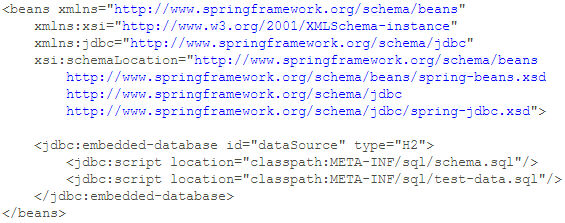 <beans xmlns="http://www.springframework.org/schema/beans"
xmlns:xsi="http://www.w3.org/2001/XMLSchema-instance"
xmlns:jdbc="http://www.springframework.org/schema/jdbc"
xsi:schemaLocation="http://www.springframework.org/schema/beans
http://www.springframework.org/schema/beans/spring-beans.xsd
http://www.springframework.org/schema/jdbc
http://www.springframework.org/schema/jdbc/spring-jdbc.xsd">
<jdbc:embedded-database id="dataSource" type="H2">
<jdbc:script location="classpath:META-INF/sql/schema.sql"/>
<jdbc:script location="classpath:META-INF/sql/test-data.sql"/>
</jdbc:embedded-database>
</beans>